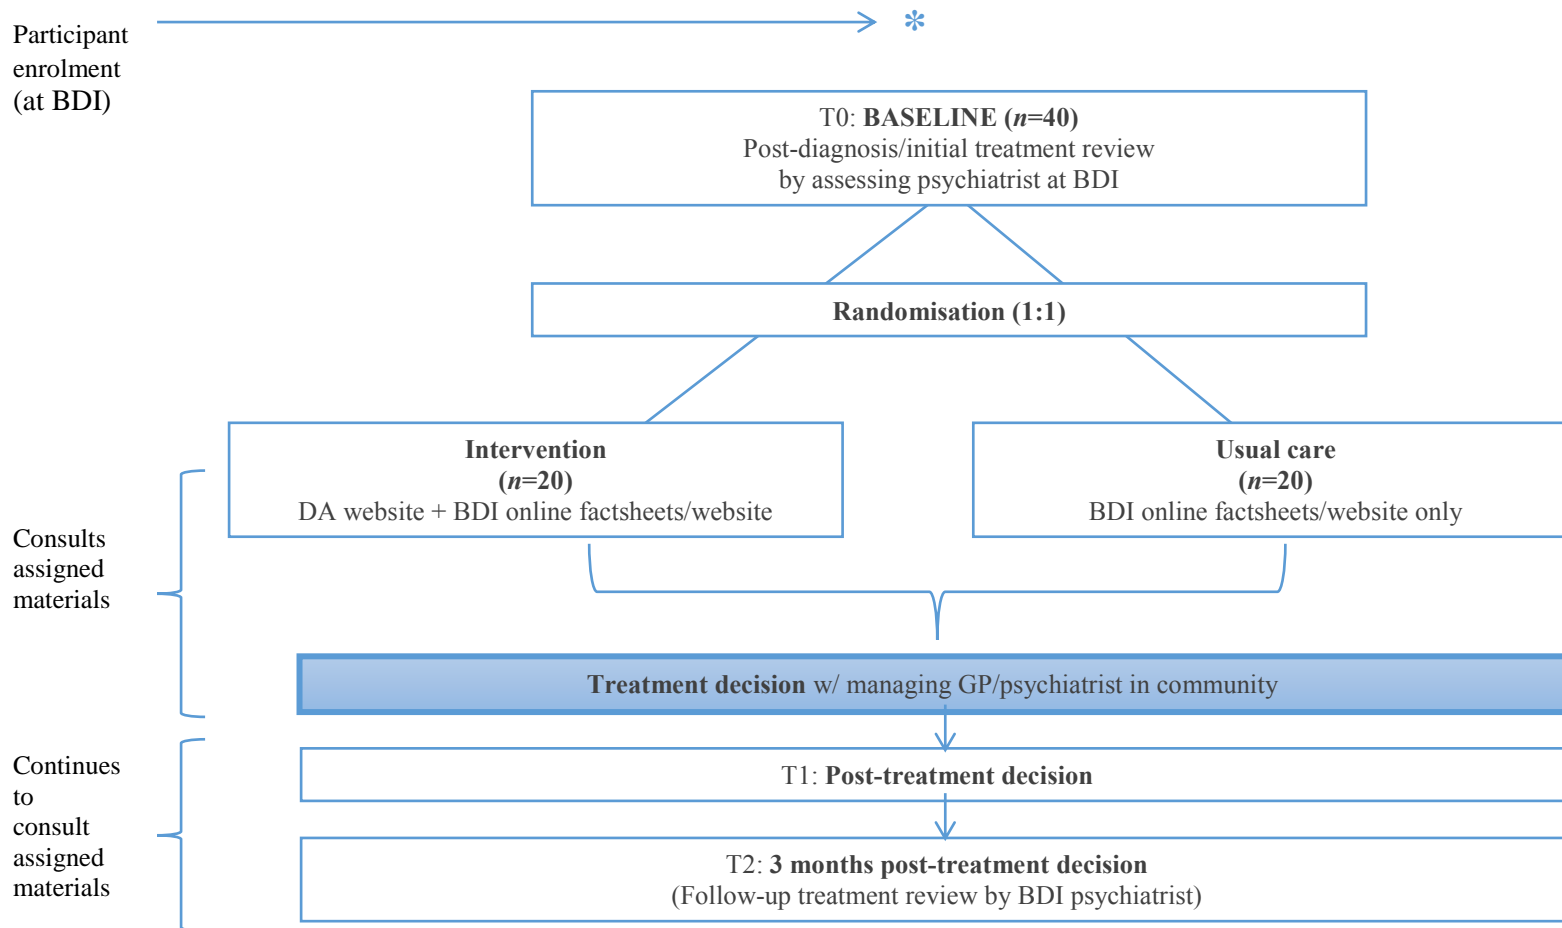 Participant
enrolment
(at BDI)
*
T0: BASELINE (n=40)
Post-diagnosis/initial treatment review
by assessing psychiatrist at BDI
Randomisation (1:1)
Intervention
(n=20)
DA website + BDI online factsheets/website
Usual care
(n=20)
BDI online factsheets/website only
Consults
assigned
materials
Treatment decision w/ managing GP/psychiatrist in community
Continues
to
consult
assigned
materials
T1: Post-treatment decision
T2: 3 months post-treatment decision
(Follow-up treatment review by BDI psychiatrist)